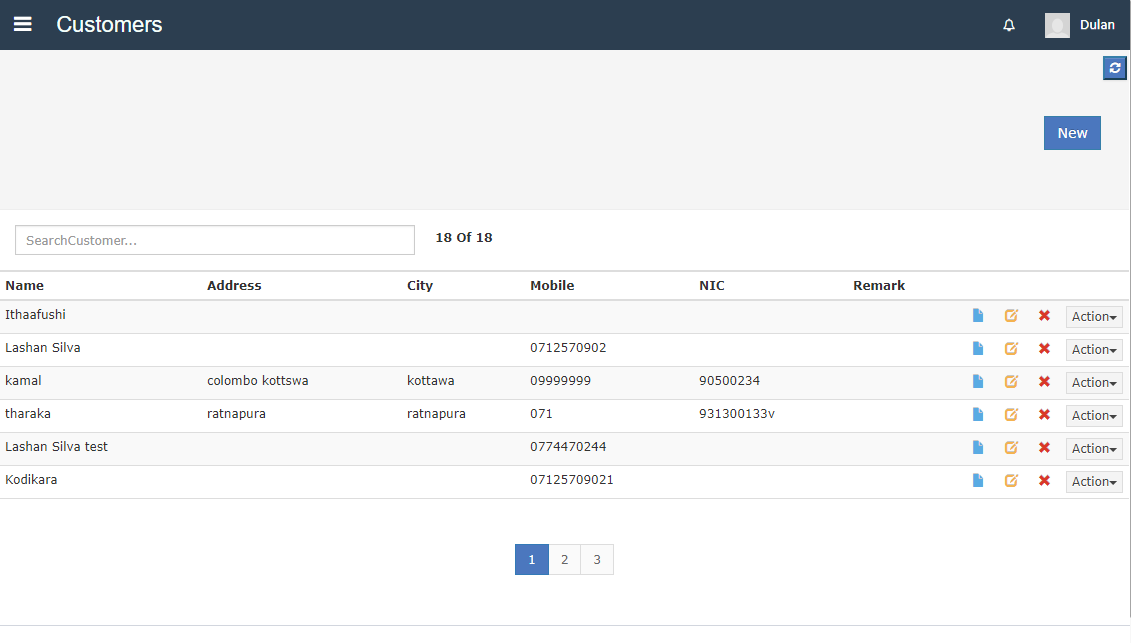 Customers Dulan
New
SearchCustomer... 18 Of 18
Name Address City Mobile NIC Remark
Ithaafushi Action
Lashan Silva 0712570902 Action
kamal colombo kottswa kottawa 09999999 90500234 Action
tharaka ratnapura ratnapura 071 931300133v Action
Lashan Silva test 0774470244 Action
Kodikara 07125709021 Action
1 2 3